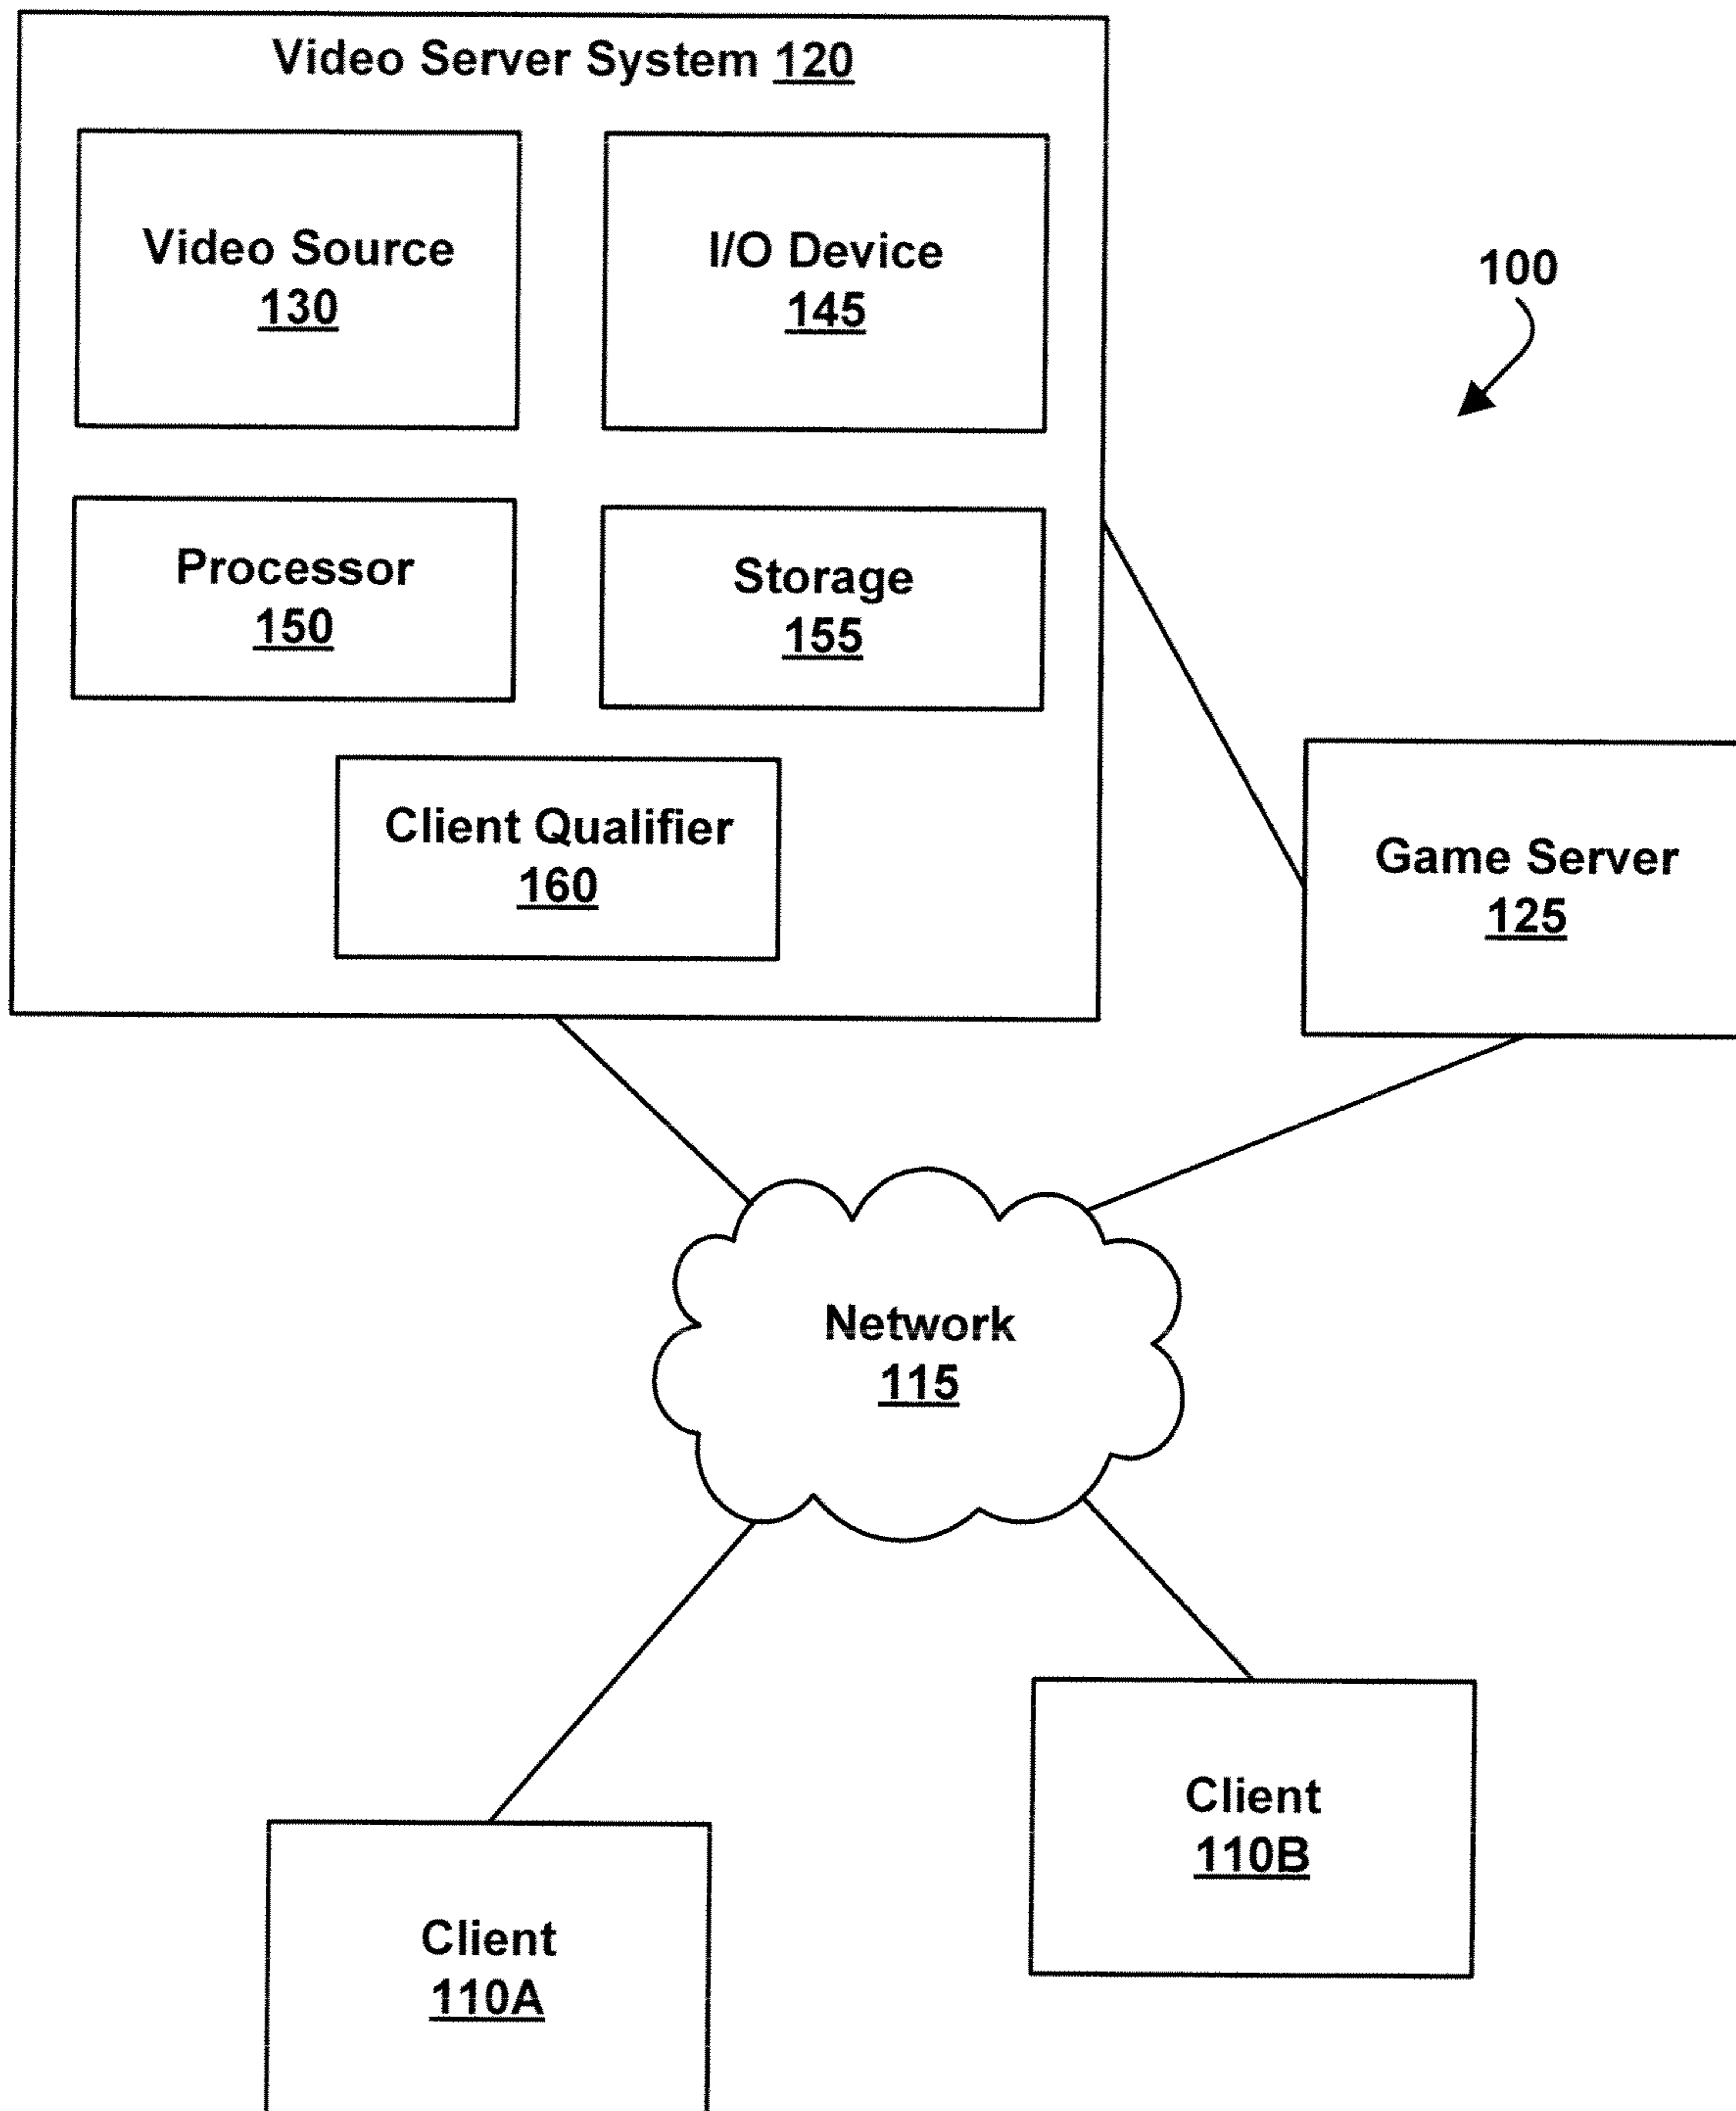 Video Server System 120
Video Source
130
I/O Device
145
100
Processor
150
Storage
155
Client Qualifier
160
Game Server
125
Network
115
Client
110B
Client
110A